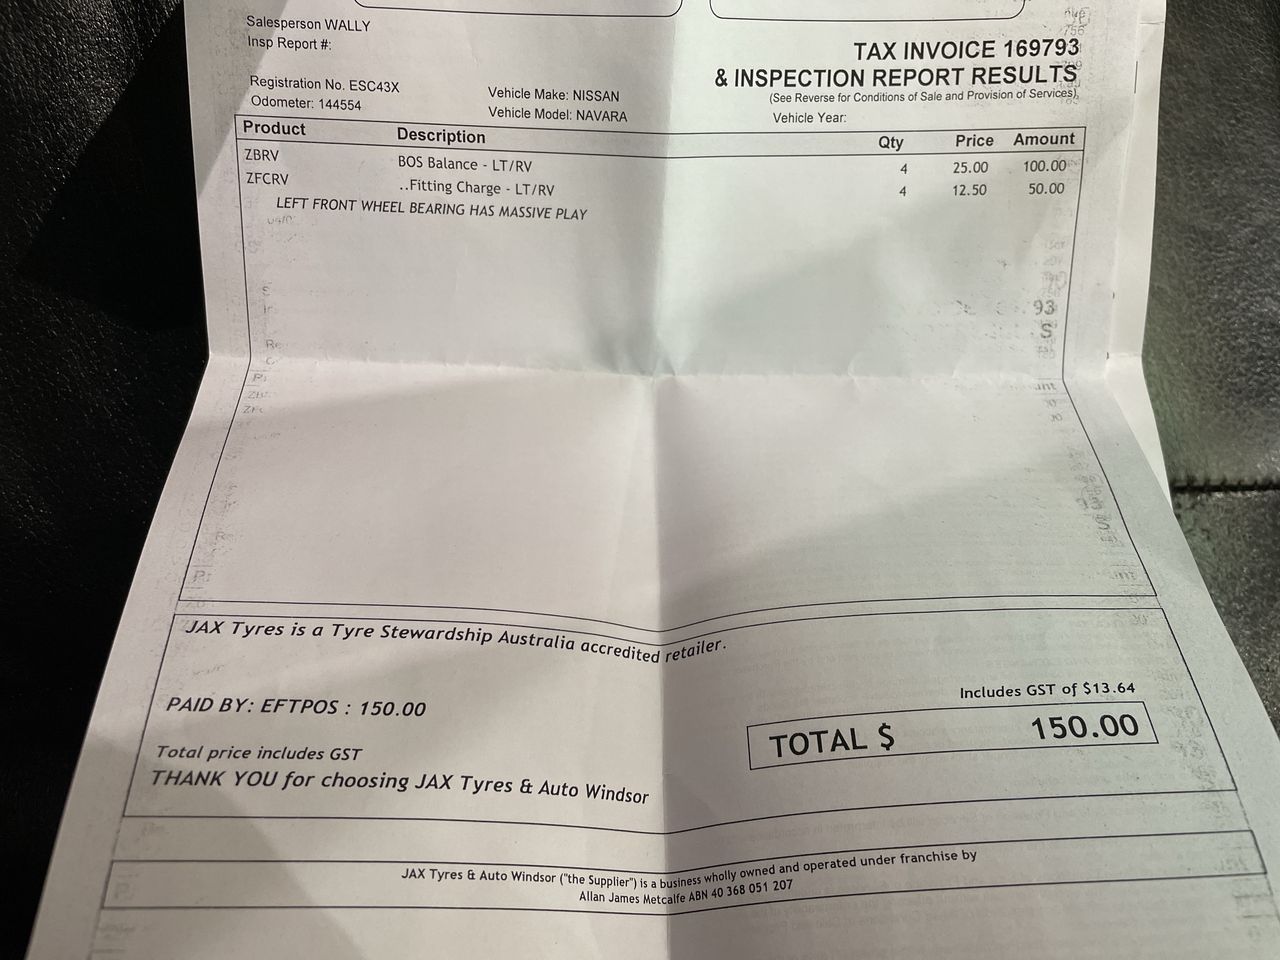 Salesperson WALLY
Insp Report #:
TAX INVOICE 169793
& INSPECTION REPORT RESULTS
(See Reverse for Conditions of Sale and Provision of Services)
Registration No. ESC43X
Vehicle Make: NISSAN
Odometer: 144554
Vehicle Model: NAVARA
Vehicle Year:
Product Description Qty Price Amount
ZBRV BOS Balance - LT/RV 4 25.00 100.00
ZFCRV ..Fitting Charge - LT/RV 4 12.50 50.00
LEFT FRONT WHEEL BEARING HAS MASSIVE PLAY
93
S
JAX Tyres is a Tyre Stewardship Australia accredited retailer.
Includes GST of $13.64
PAID BY: EFTPOS : 150.00
TOTAL $ 150.00
Total price includes GST
THANK YOU for choosing JAX Tyres & Auto Windsor
JAX Tyres & Auto Windsor ("the Supplier") is a business wholly owned and operated under franchise by
Allan James Metcalfe ABN 40 368 051 207